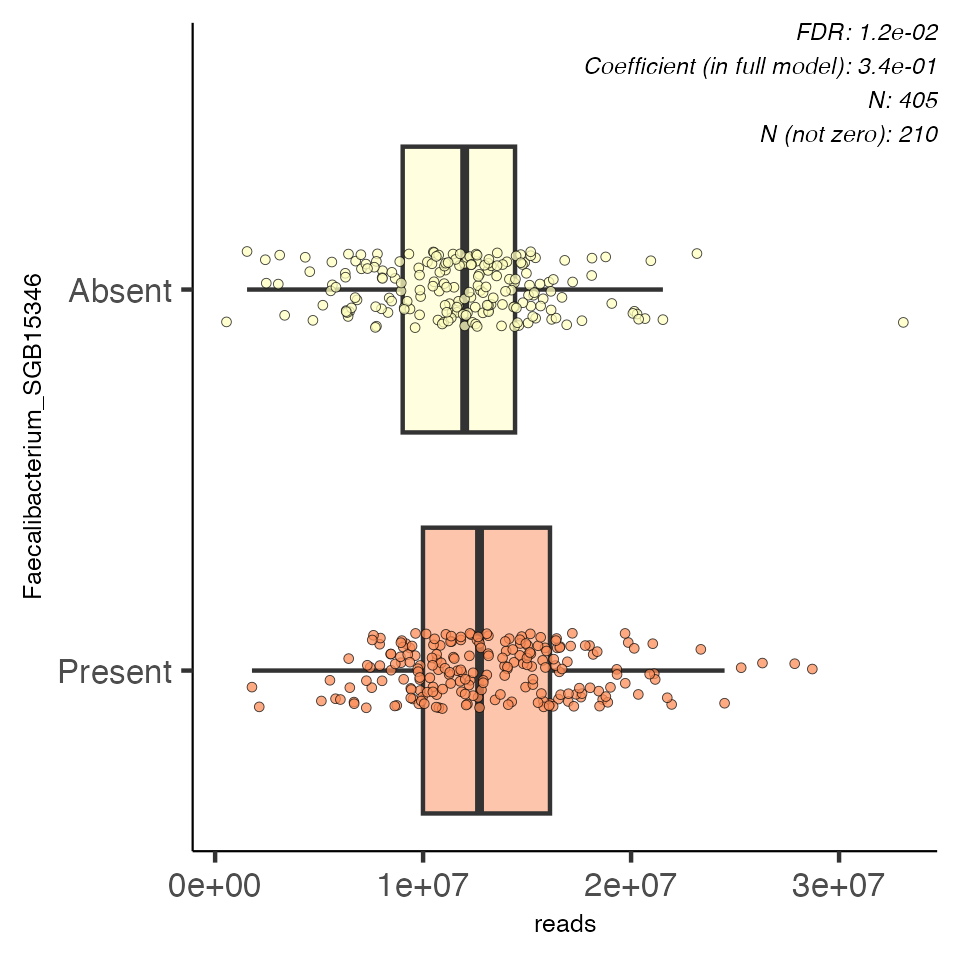 FDR: 1.2e-02
Coefficient (in full model): 3.4e-01
N: 405
N (not zero): 210
Faecalibacterium_SGB15346
Absent
Present
0e+00 1e+07 2e+07 3e+07
reads